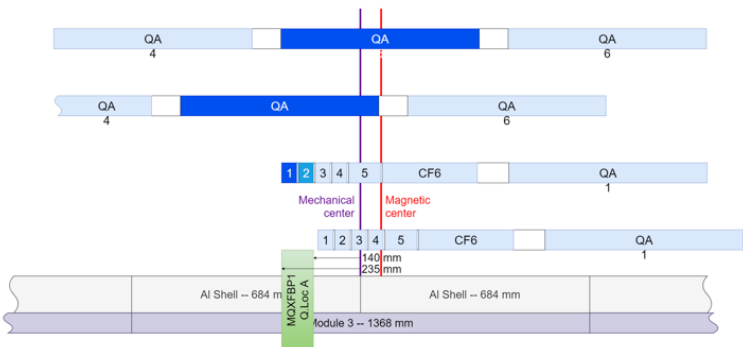 QA QA QA
4 6
QA QA QA
4 6
1 2 3 4 5 CF6 QA
1
Mechanical Magnetic
center center
1 2 3 4 5 CF6 QA
1
140 mm
235 mm
MQXFBP1
Q.Loc A
Al Shell -- 684 m Al Shell -- 684 mm
Module 3 -- 1368 mm